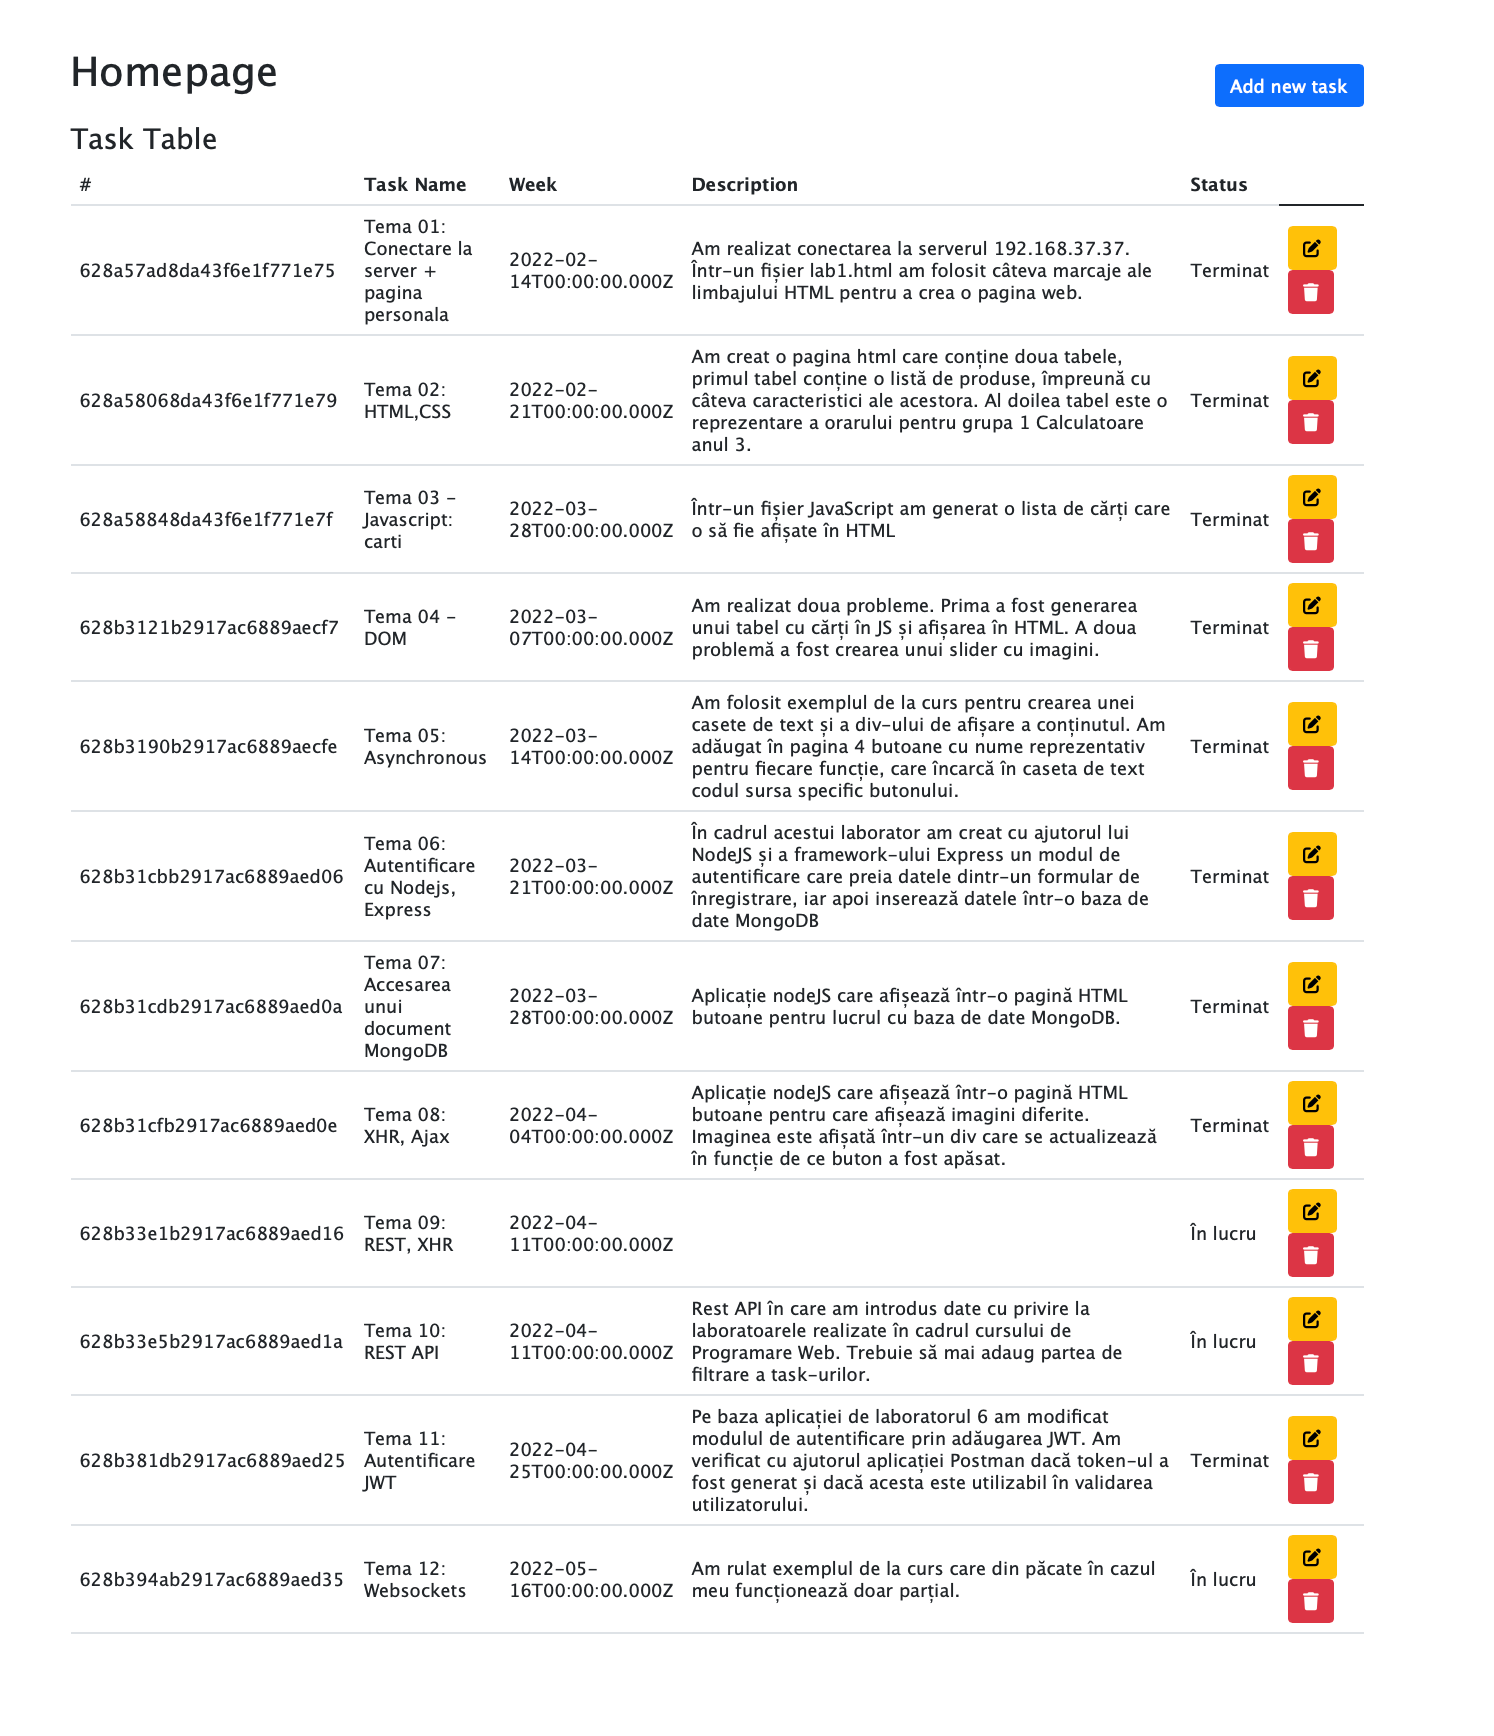 Homepage
Add new task
Task Table
# Task Name Week Description Status
628a57ad8da43f6e1f771e75
Tema 01:
Conectare la
server +
pagina
personala
2022-02-
14T00:00:00.000Z
Am realizat conectarea la serverul 192.168.37.37.
Într-un fișier lab1.html am folosit câteva marcaje ale
limbajului HTML pentru a crea o pagina web.
Terminat
628a58068da43f6e1f771e79
Tema 02:
HTML,CSS
2022-02-
21T00:00:00.000Z
Am creat o pagina html care conține doua tabele,
primul tabel conține o listă de produse, împreună cu
câteva caracteristici ale acestora. Al doilea tabel este o
reprezentare a orarului pentru grupa 1 Calculatoare
anul 3.
Terminat
628a58848da43f6e1f771e7f
Tema 03 -
Javascript:
carti
2022-03-
28T00:00:00.000Z
Într-un fișier JavaScript am generat o lista de cărți care
o să fie afișate în HTML
Terminat
628b3121b2917ac6889aecf7
Tema 04 -
DOM
2022-03-
07T00:00:00.000Z
Am realizat doua probleme. Prima a fost generarea
unui tabel cu cărți în JS și afișarea în HTML. A doua
problemă a fost crearea unui slider cu imagini.
Terminat
628b3190b2917ac6889aecfe
Tema 05:
Asynchronous
2022-03-
14T00:00:00.000Z
Am folosit exemplul de la curs pentru crearea unei
casete de text și a div-ului de afișare a conținutul. Am
adăugat în pagina 4 butoane cu nume reprezentativ
pentru fiecare funcție, care încarcă în caseta de text
codul sursa specific butonului.
Terminat
628b31cbb2917ac6889aed06
Tema 06:
Autentificare
cu Nodejs,
Express
2022-03-
21T00:00:00.000Z
În cadrul acestui laborator am creat cu ajutorul lui
NodeJS și a framework-ului Express un modul de
autentificare care preia datele dintr-un formular de
înregistrare, iar apoi inserează datele într-o baza de
date MongoDB
Terminat
628b31cdb2917ac6889aed0a
Tema 07:
Accesarea
unui
document
MongoDB
2022-03-
28T00:00:00.000Z
Aplicație nodeJS care afișează într-o pagină HTML
butoane pentru lucrul cu baza de date MongoDB.
Terminat
628b31cfb2917ac6889aed0e
Tema 08:
XHR, Ajax
2022-04-
04T00:00:00.000Z
Aplicație nodeJS care afișează într-o pagină HTML
butoane pentru care afișează imagini diferite.
Imaginea este afișată într-un div care se actualizează
în funcție de ce buton a fost apăsat.
Terminat
628b33e1b2917ac6889aed16
Tema 09:
REST, XHR
2022-04-
11T00:00:00.000Z
În lucru
628b33e5b2917ac6889aed1a
Tema 10:
REST API
2022-04-
11T00:00:00.000Z
Rest API în care am introdus date cu privire la
laboratoarele realizate în cadrul cursului de
Programare Web. Trebuie să mai adaug partea de
filtrare a task-urilor.
În lucru
628b381db2917ac6889aed25
Tema 11:
Autentificare
JWT
2022-04-
25T00:00:00.000Z
Pe baza aplicației de laboratorul 6 am modificat
modulul de autentificare prin adăugarea JWT. Am
verificat cu ajutorul aplicației Postman dacă token-ul a
fost generat și dacă acesta este utilizabil în validarea
utilizatorului.
Terminat
628b394ab2917ac6889aed35
Tema 12:
Websockets
2022-05-
16T00:00:00.000Z
Am rulat exemplul de la curs care din păcate în cazul
meu funcționează doar parțial.
În lucru